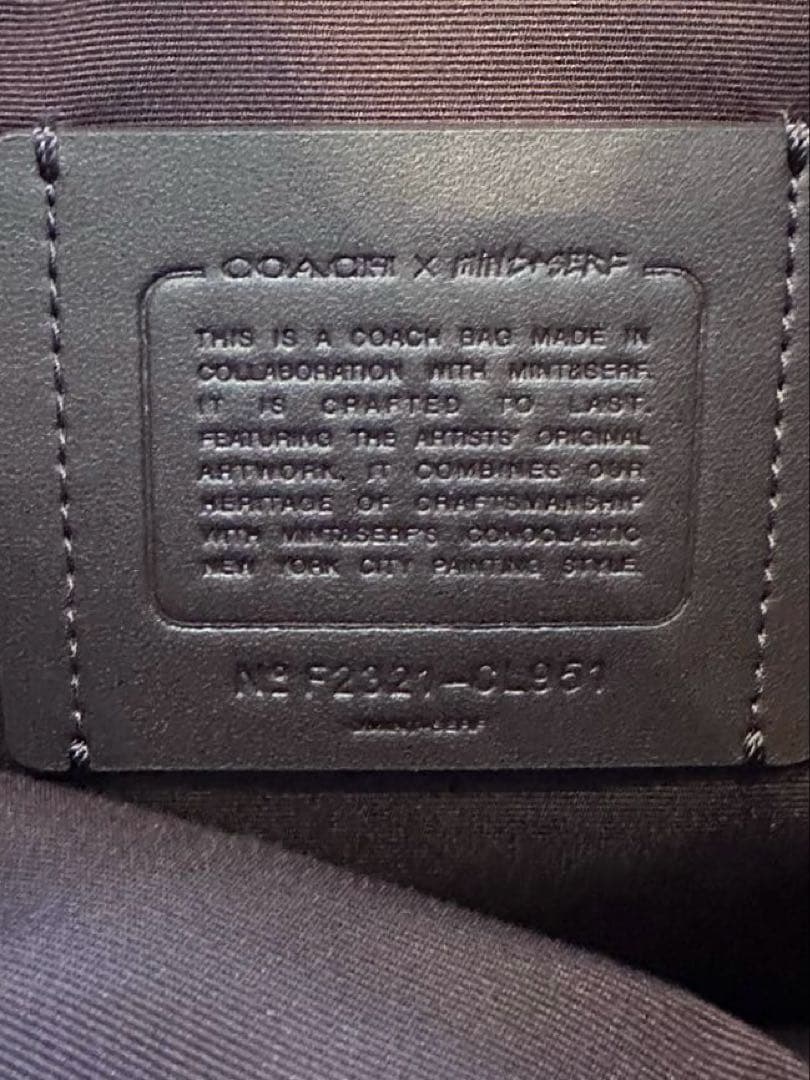 COACH X MINT&SERF
THIS IS A COACH BAG MADE IN
COLLABORATION WITH MINT&SERF.
IT IS CRAFTED TO LAST.
FEATURING THE ARTISTS' ORIGINAL
ARTWORK, IT COMBINES OUR
HERITAGE OF CRAFTSMANSHIP
WITH MINT&SERF'S ICONOCLASTIC
NEW YORK CITY PAINTING STYLE.
Nº F2321-CL951